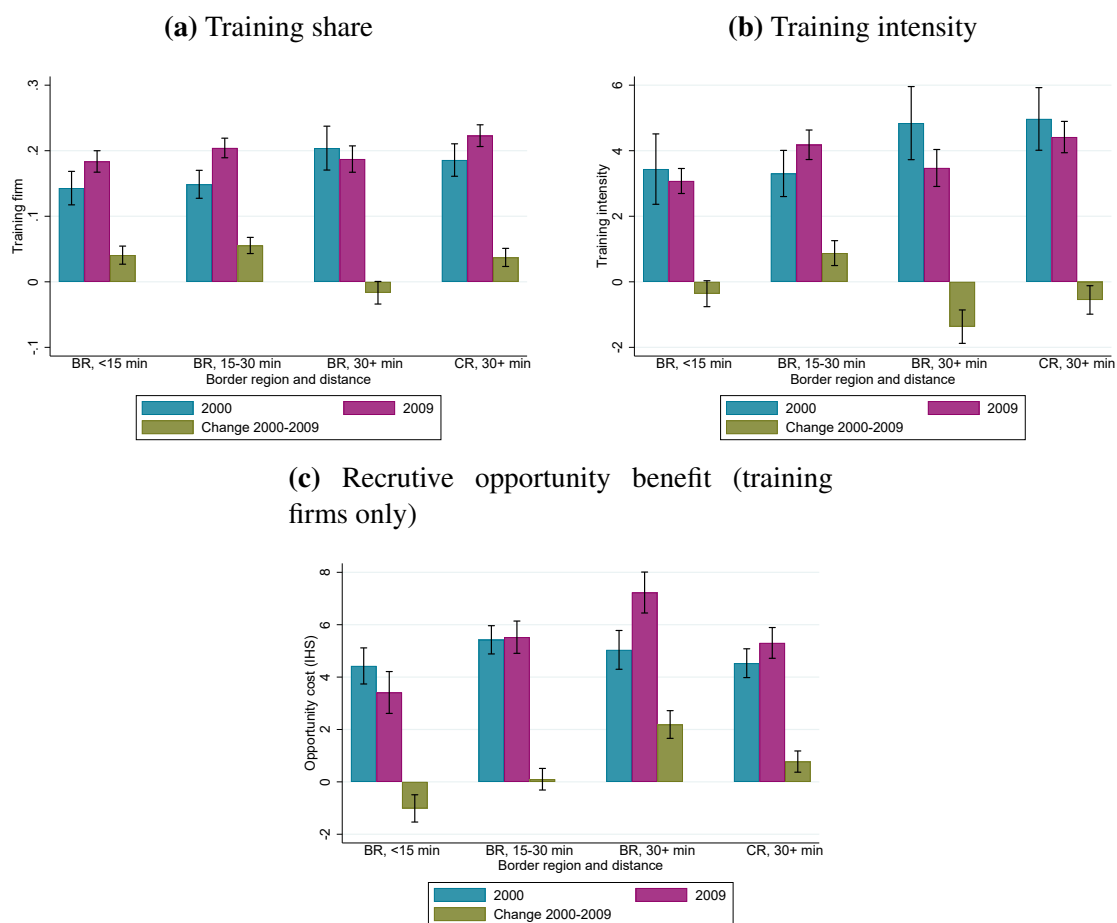 (a) Training share
Training firm
.3
.2
.1
0
-.1
BR, <15 min BR, 15-30 min BR, 30+ min CR, 30+ min
Border region and distance
2000 2009
Change 2000-2009
(b) Training intensity
Training intensity
6
4
2
0
-2
BR, <15 min BR, 15-30 min BR, 30+ min CR, 30+ min
Border region and distance
2000 2009
Change 2000-2009
(c) Recrutive opportunity benefit (training
firms only)
Opportunity cost (IHS)
8
6
4
2
0
-2
BR, <15 min BR, 15-30 min BR, 30+ min CR, 30+ min
Border region and distance
2000 2009
Change 2000-2009